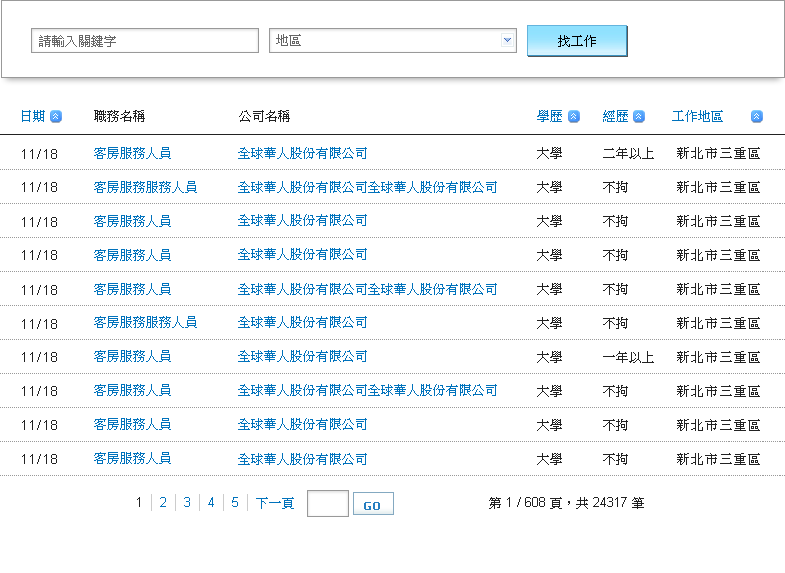 請輸入關鍵字 地區 找工作
日期 職務名稱 公司名稱 學歷 經歷 工作地區
11/18 客房服務人員 全球華人股份有限公司 大學 二年以上 新北市三重區
11/18 客房服務服務人員 全球華人股份有限公司全球華人股份有限公司 大學 不拘 新北市三重區
11/18 客房服務人員 全球華人股份有限公司 大學 不拘 新北市三重區
11/18 客房服務人員 全球華人股份有限公司 大學 不拘 新北市三重區
11/18 客房服務人員 全球華人股份有限公司全球華人股份有限公司 大學 不拘 新北市三重區
11/18 客房服務服務人員 全球華人股份有限公司 大學 不拘 新北市三重區
11/18 客房服務人員 全球華人股份有限公司 大學 一年以上 新北市三重區
11/18 客房服務人員 全球華人股份有限公司全球華人股份有限公司 大學 不拘 新北市三重區
11/18 客房服務人員 全球華人股份有限公司 大學 不拘 新北市三重區
11/18 客房服務人員 全球華人股份有限公司 大學 不拘 新北市三重區
1 2 3 4 5 下一頁 GO 第 1 / 608 頁，共 24317 筆